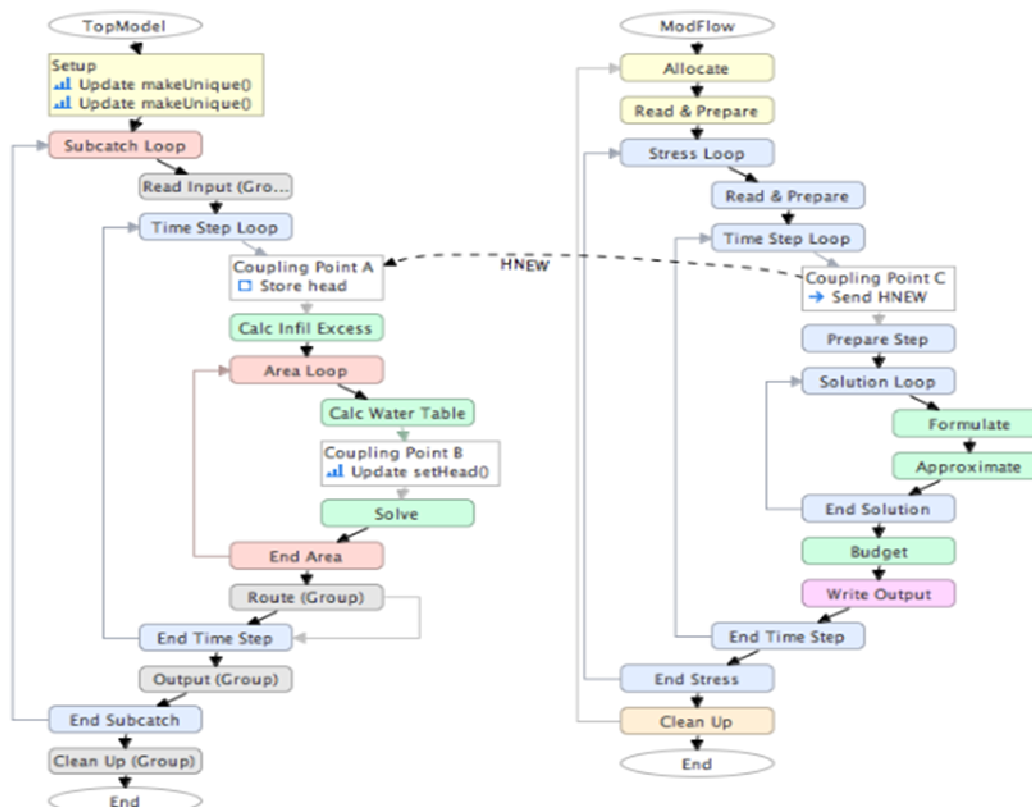 TopModel
Setup
Update makeUnique()
Update makeUnique()
Subcatch Loop
Read Input (Gro...
Time Step Loop
Coupling Point A
Store head
Calc Infil Excess
Area Loop
Calc Water Table
Coupling Point B
Update setHead()
Solve
End Area
Route (Group)
End Time Step
Output (Group)
End Subcatch
Clean Up (Group)
End
HNEW
ModFlow
Allocate
Read & Prepare
Stress Loop
Read & Prepare
Time Step Loop
Coupling Point C
Send HNEW
Prepare Step
Solution Loop
Formulate
Approximate
End Solution
Budget
Write Output
End Time Step
End Stress
Clean Up
End